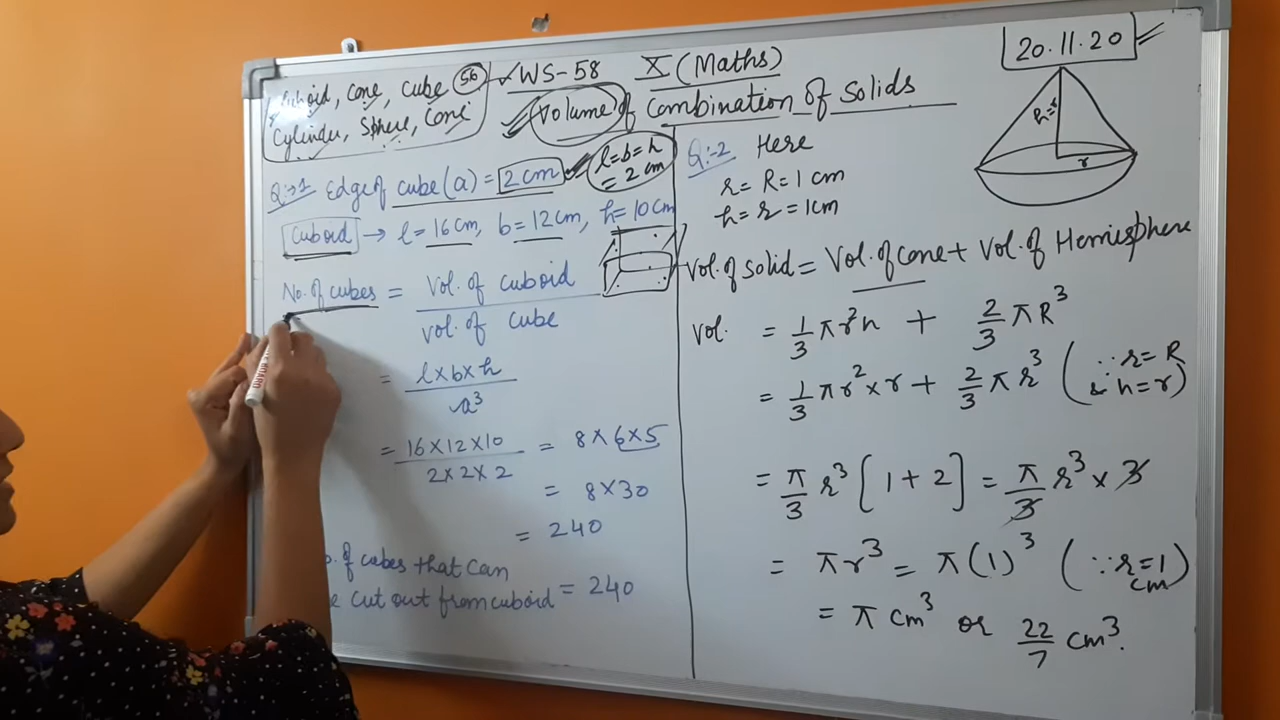 20.11.20
Cuboid, Cone, Cube 56
Cylinder, Sphere, Cone
WS-58 X (Maths)
Volume of combination of Solids
Q:→1 Edge of cube (a) = 2 cm
l=b=h
= 2 cm
Cuboid → l = 16 cm, b = 12 cm, h = 10 cm
No. of cubes = Vol. of cuboid
Vol. of cube
= l×b×h
a³
= 16×12×10 = 8×6×5
2×2×2
= 8×30
= 240
of cubes that can
cut out from cuboid = 240
Q:-2 Here
r = R = 1 cm
h = r = 1cm
h=r
r
Vol. of solid = Vol. of Cone + Vol. of Hemisphere
Vol. = 1/3 πr²h + 2/3 πR³
= 1/3 πr² × r + 2/3 πr³ (∵ r = R
& h = r)
= π/3 r³ [1 + 2] = π/3 r³ × 3
= πr³ = π(1)³ (∵ r=1
cm)
= π cm³ or 22/7 cm³.
BOARD